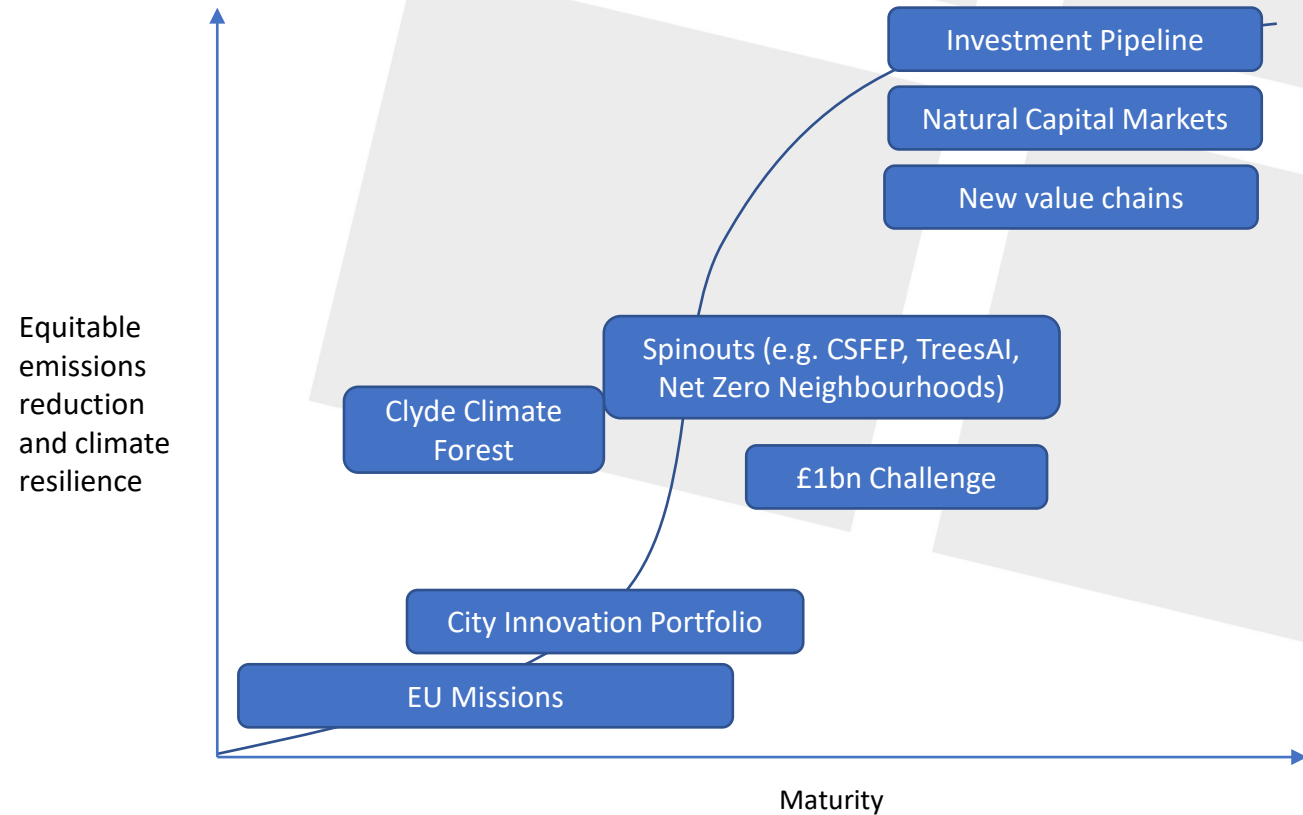 Investment Pipeline
Natural Capital Markets
New value chains
Equitable
emissions
reduction
and climate
resilience
Spinouts (e.g. CSFEP, TreesAI,
Net Zero Neighbourhoods)
Clyde Climate
Forest
£1bn Challenge
City Innovation Portfolio
EU Missions
Maturity